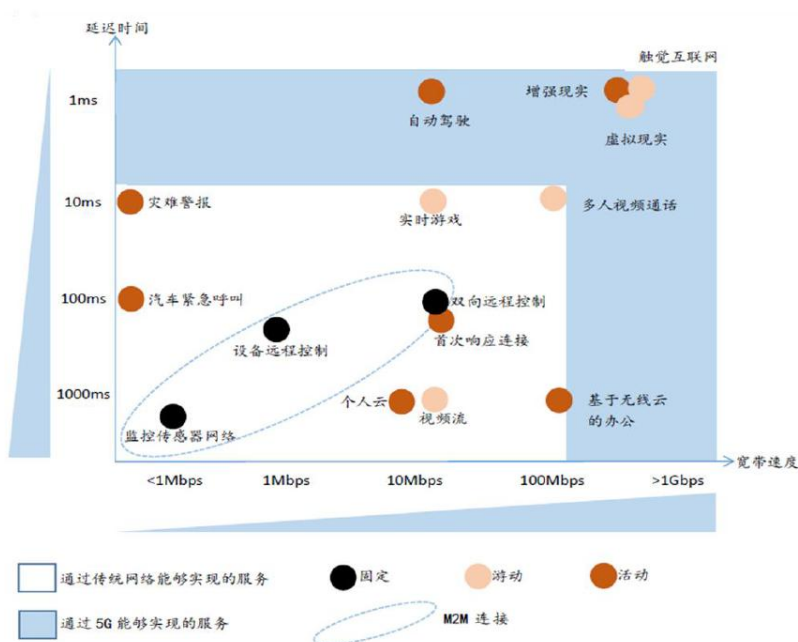 延迟时间
触觉互联网
1ms
增强现实
自动驾驶
虚拟现实
10ms
灾难警报
实时游戏
多人视频通话
100ms
汽车紧急呼叫
双向远程控制
设备远程控制
首次响应连接
1000ms
个人云
视频流
基于无线云
的办公
监控传感器网络
宽带速度
<1Mbps
1Mbps
10Mbps
100Mbps
>1Gbps
通过传统网络能够实现的服务
固定
游动
活动
通过 5G 能够实现的服务
M2M 连接